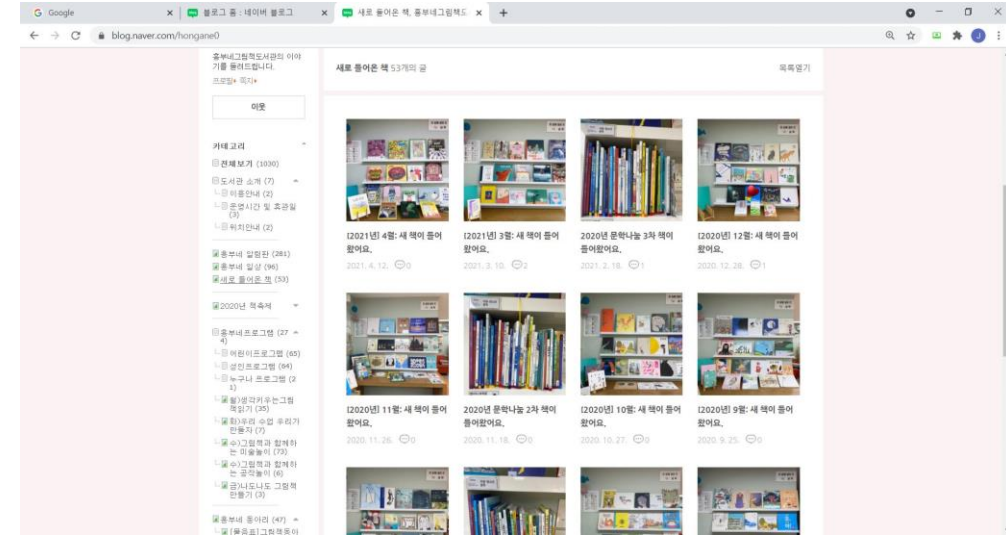 Google
블로그 홈 : 네이버 블로그
새로 들어온 책, 흥부네그림책도
blog.naver.com/hongane0
흥부네그림책도서관의 이야
기를 들려드립니다.
프로필 쪽지
이웃
카테고리
전체보기 (1030)
도서관 소개 (7)
이용안내 (2)
운영시간 및 휴관일
(3)
위치안내 (2)
흥부네 알림판 (281)
흥부네 일상 (96)
새로 들어온 책 (53)
2020년 책축제
흥부네프로그램 (27
4)
어린이프로그램 (65)
성인프로그램 (64)
누구나 프로그램 (2
1)
월)생각키우는그림
책읽기 (35)
화)우리 수업 우리가
만들자 (7)
수)그림책과 함께하
는 미술놀이 (73)
수)그림책과 함께하
는 공작놀이 (6)
금)나도나도 그림책
만들기 (3)
흥부네 동아리 (47)
[물음표]그림책동아
새로 들어온 책 53개의 글
목록열기
[2021년] 4월: 새 책이 들어
왔어요.
2021. 4. 12. 0
[2021년] 3월: 새 책이 들어
왔어요.
2021. 3. 10. 2
2020년 문학나눔 3차 책이
들어왔어요.
2021. 2. 18. 1
[2020년] 12월: 새 책이 들어
왔어요.
2020. 12. 28. 1
[2020년] 11월: 새 책이 들어
왔어요.
2020. 11. 26. 0
2020년 문학나눔 2차 책이
들어왔어요.
2020. 11. 18. 0
[2020년] 10월: 새 책이 들어
왔어요.
2020. 10. 27. 0
[2020년] 9월: 새 책이 들어
왔어요.
2020. 9. 25. 0